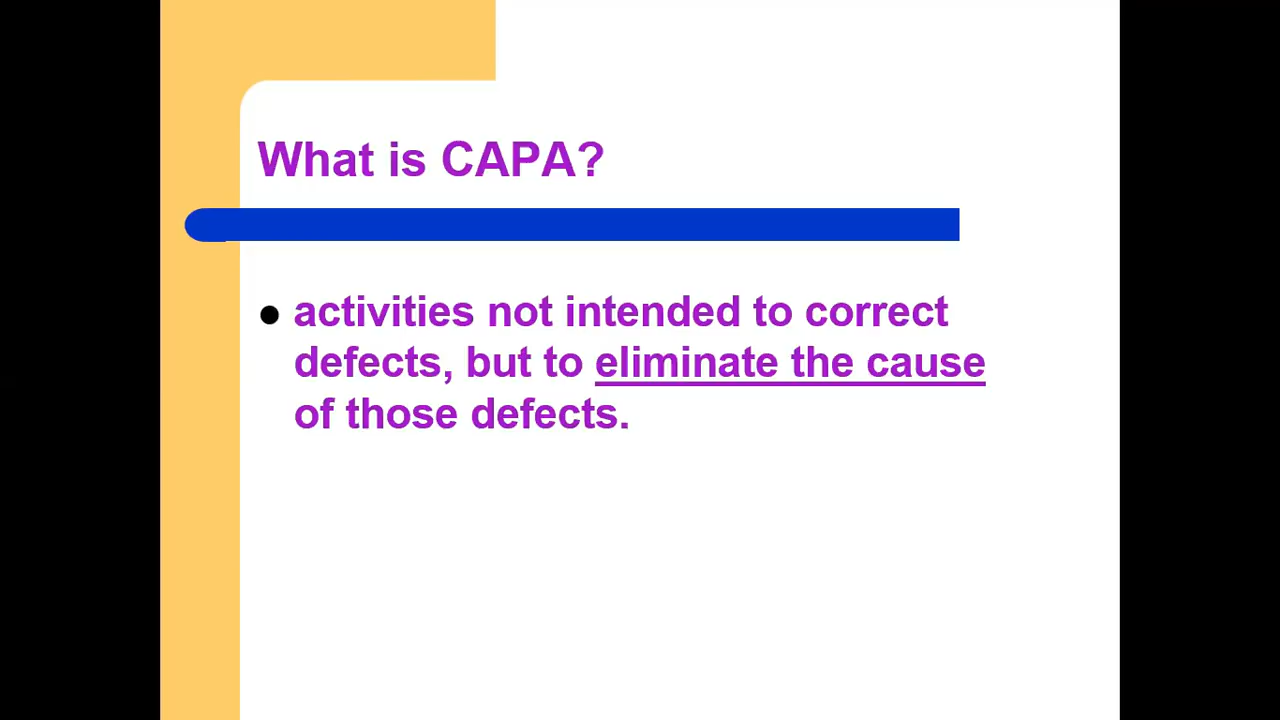 What is CAPA?
activities not intended to correct
defects, but to eliminate the cause
of those defects.